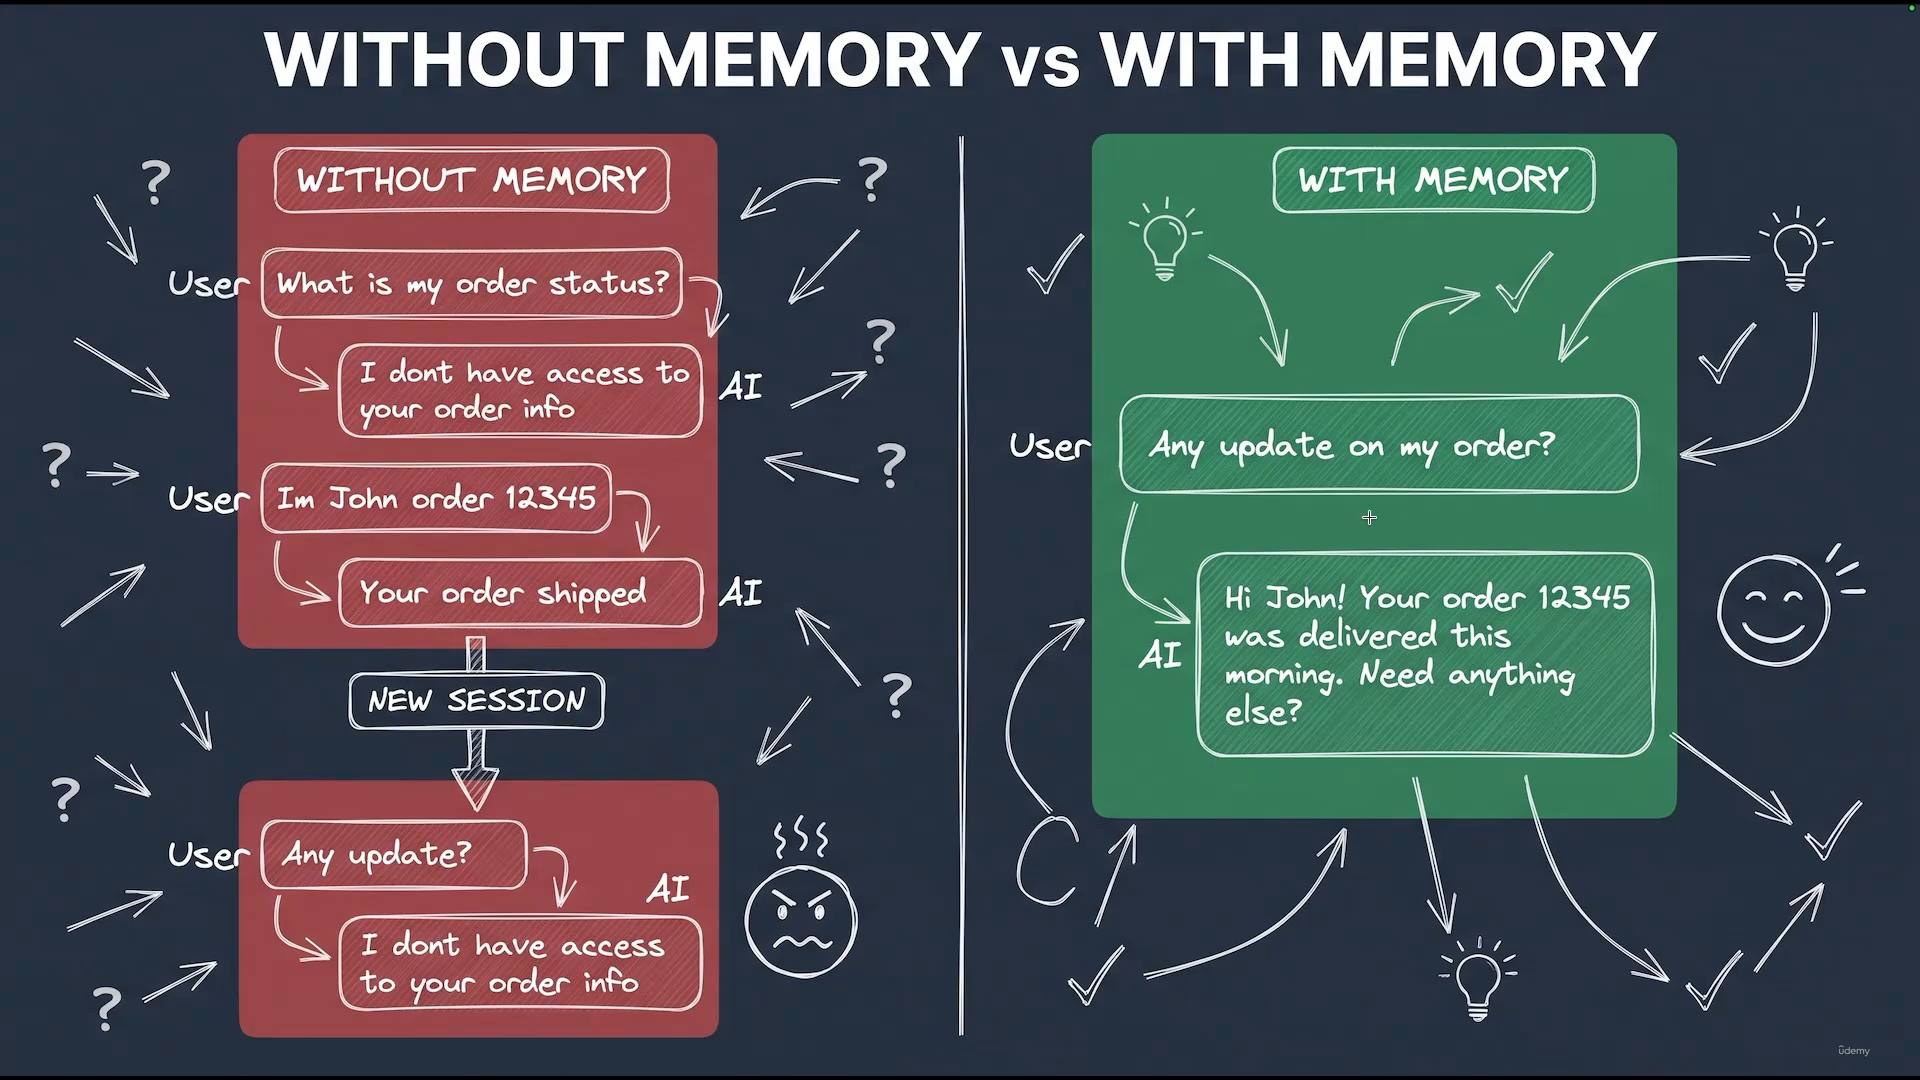 WITHOUT MEMORY vs WITH MEMORY
WITHOUT MEMORY
User
What is my order status?
I dont have access to
your order info
AI
User
Im John order 12345
Your order shipped
AI
NEW SESSION
User
Any update?
AI
I dont have access
to your order info
WITH MEMORY
User
Any update on my order?
AI
Hi John! Your order 12345
was delivered this
morning. Need anything
else?
udemy